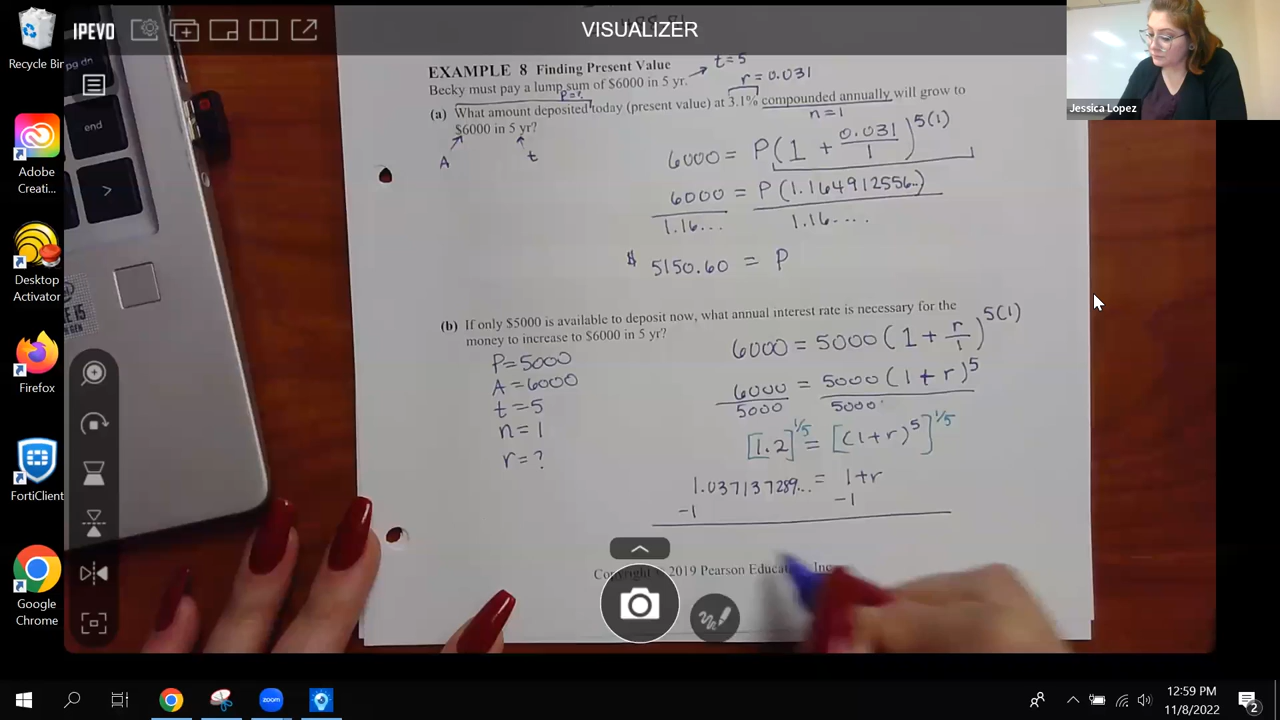 Recycle Bin
IPEVO
VISUALIZER
Jessica Lopez
Adobe
Creati...
Desktop
Activator
Firefox
FortiClient
Google
Chrome
pa dn
end
EXAMPLE 8 Finding Present Value
Becky must pay a lump sum of $6000 in 5 yr. → t=5
P=? r=0.031
(a) What amount deposited today (present value) at 3.1% compounded annually will grow to
$6000 in 5 yr?
n=1
A t
6000 = P(1 + 0.031/1)^5(1)
6000 = P(1.164912556..)
1.16... 1.16....
$ 5150.60 = P
(b) If only $5000 is available to deposit now, what annual interest rate is necessary for the
money to increase to $6000 in 5 yr?
P=5000
A=6000
t=5
n=1
r=?
6000 = 5000(1 + r/1)^5(1)
6000 = 5000(1+r)^5
5000 5000
[1.2]^1/5 = [(1+r)^5]^1/5
1.037137289... = 1+r
-1 -1
2019 Pearson
12:59 PM
11/8/2022
2
zoom